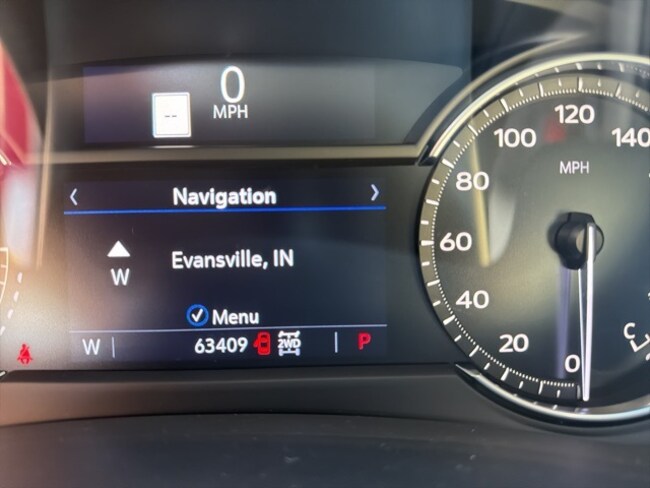 0
MPH
--
Navigation
W
Evansville, IN
Menu
W
63409
2WD
P
0
20
40
60
80
100
120
140
MPH
C